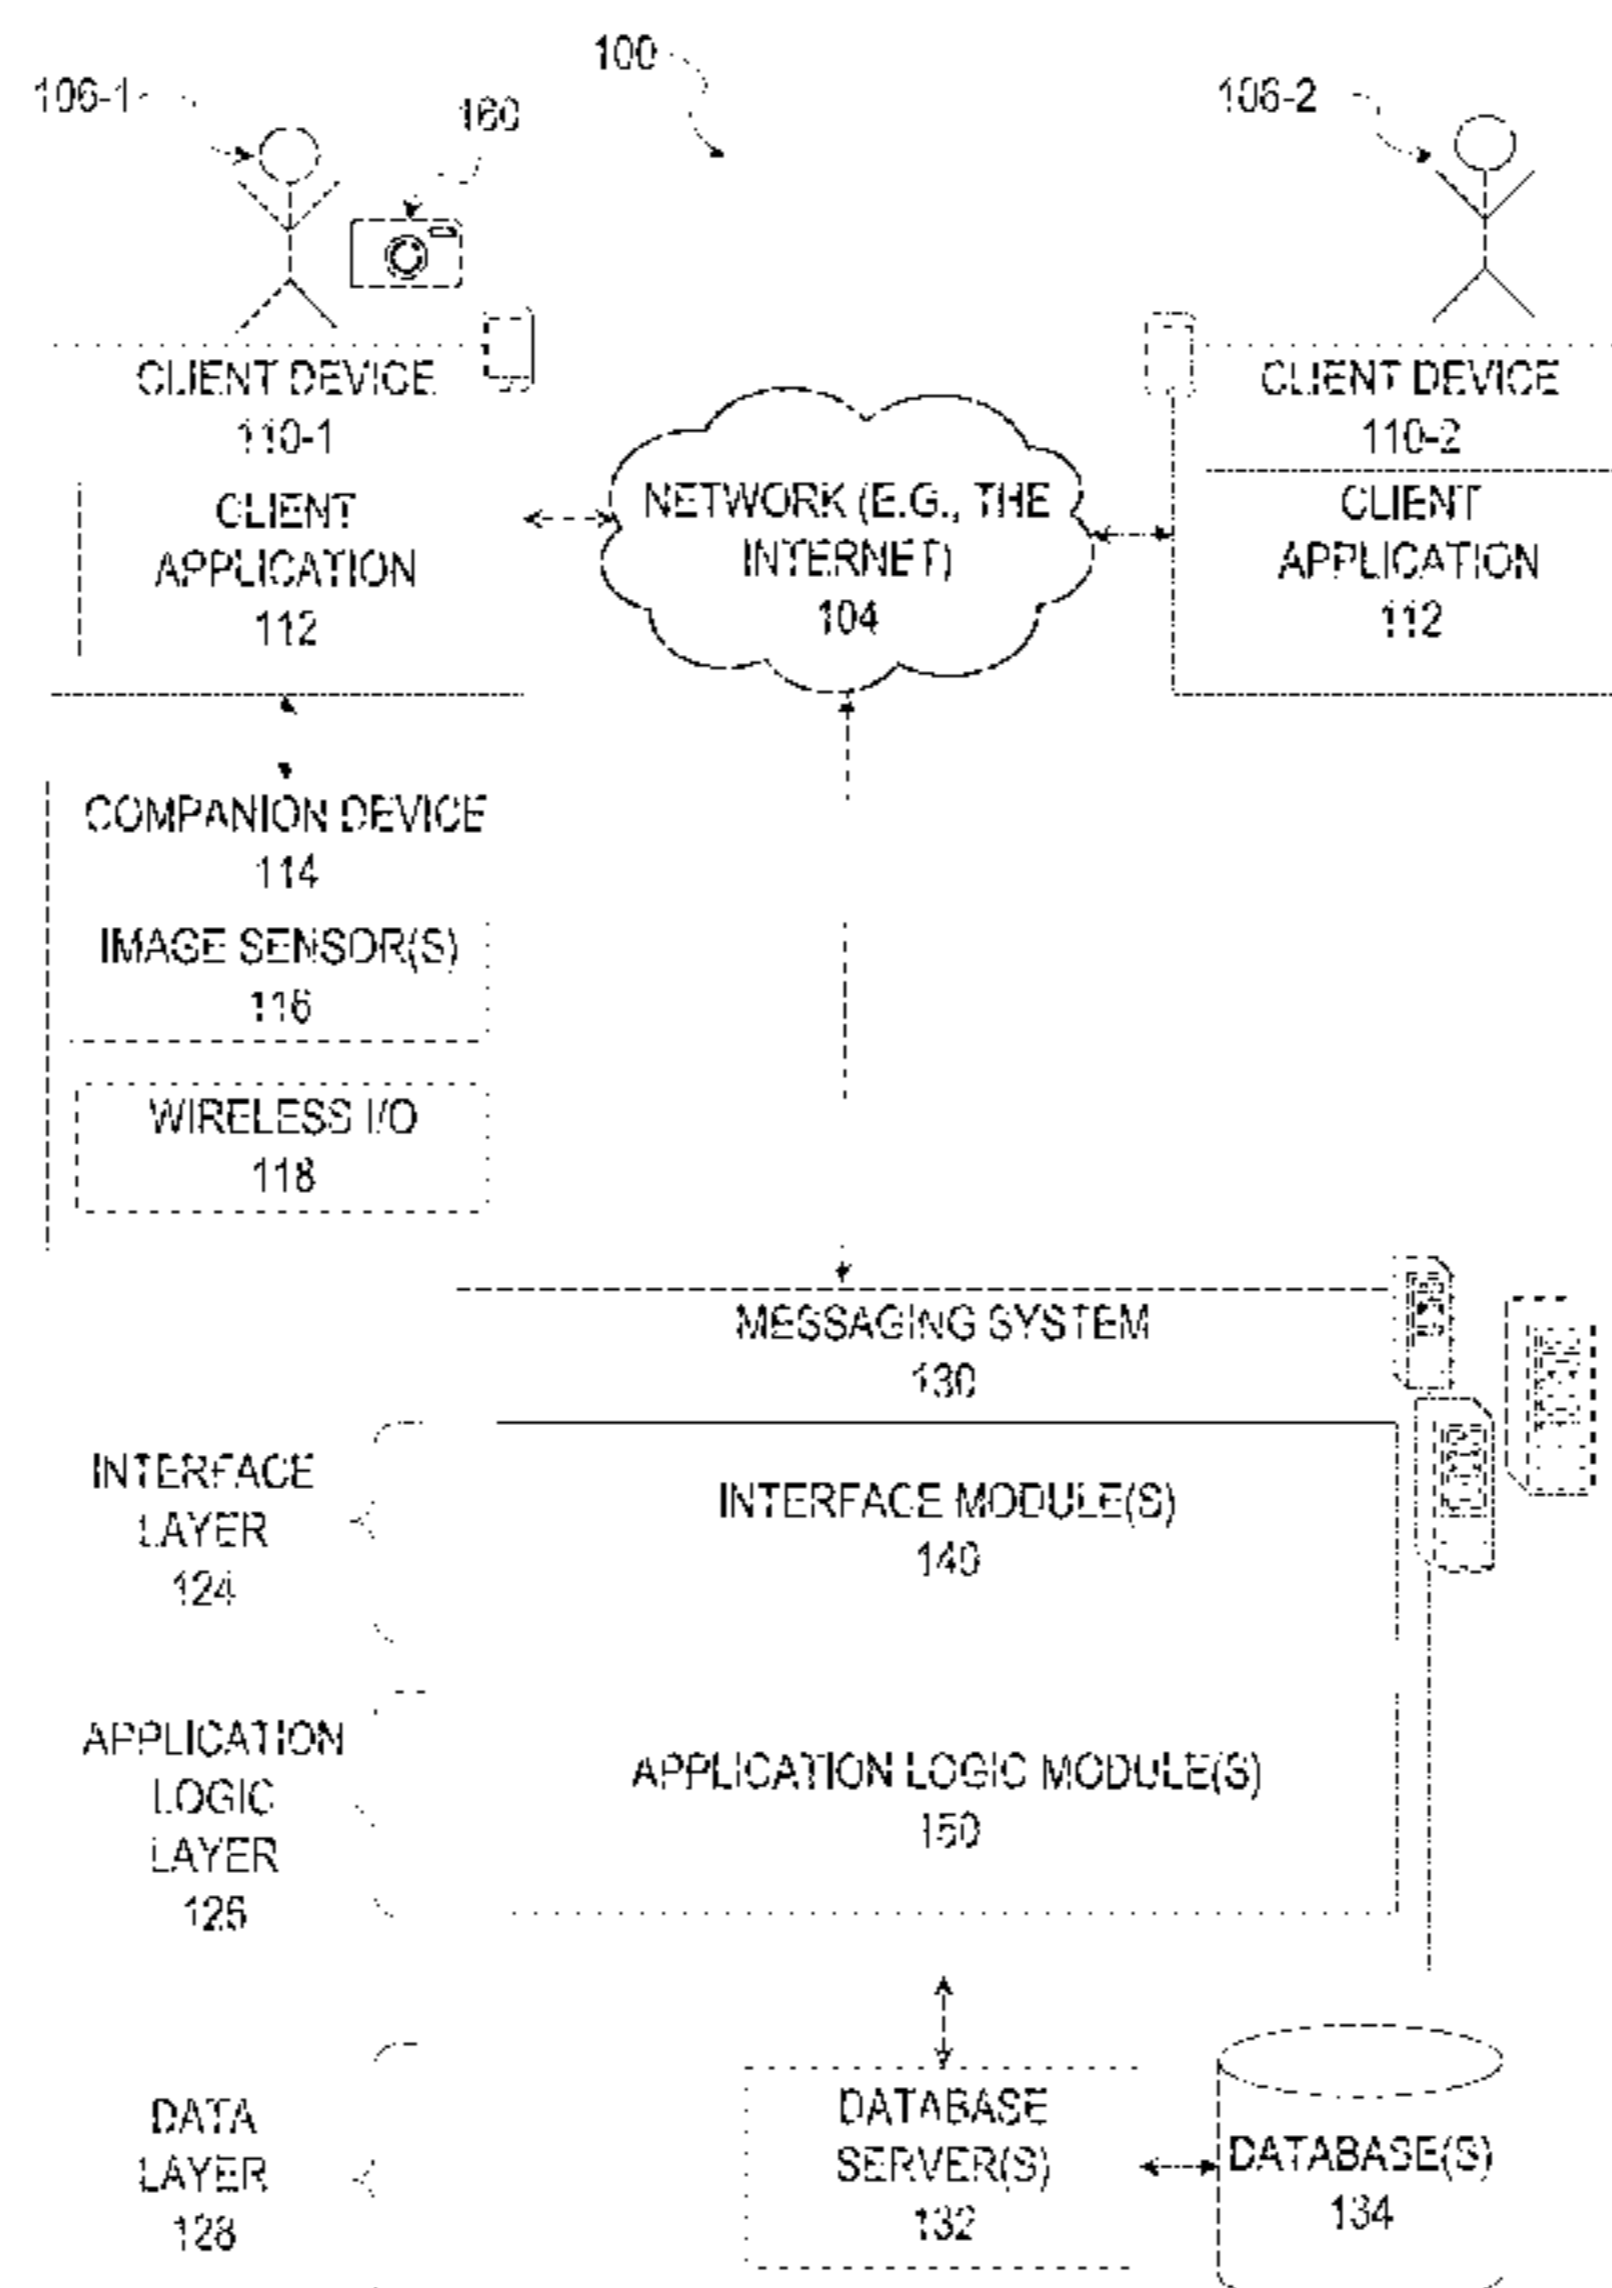 100
106-1
160
106-2
CLIENT DEVICE
110-1
CLIENT
APPLICATION
112
NETWORK (E.G., THE
INTERNET)
104
CLIENT DEVICE
110-2
CLIENT
APPLICATION
112
COMPANION DEVICE
114
IMAGE SENSOR(S)
116
WIRELESS I/O
118
MESSAGING SYSTEM
130
INTERFACE
LAYER
124
INTERFACE MODULE(S)
140
APPLICATION
LOGIC
LAYER
126
APPLICATION LOGIC MODULE(S)
150
DATA
LAYER
128
DATABASE
SERVER(S)
132
DATABASE(S)
134